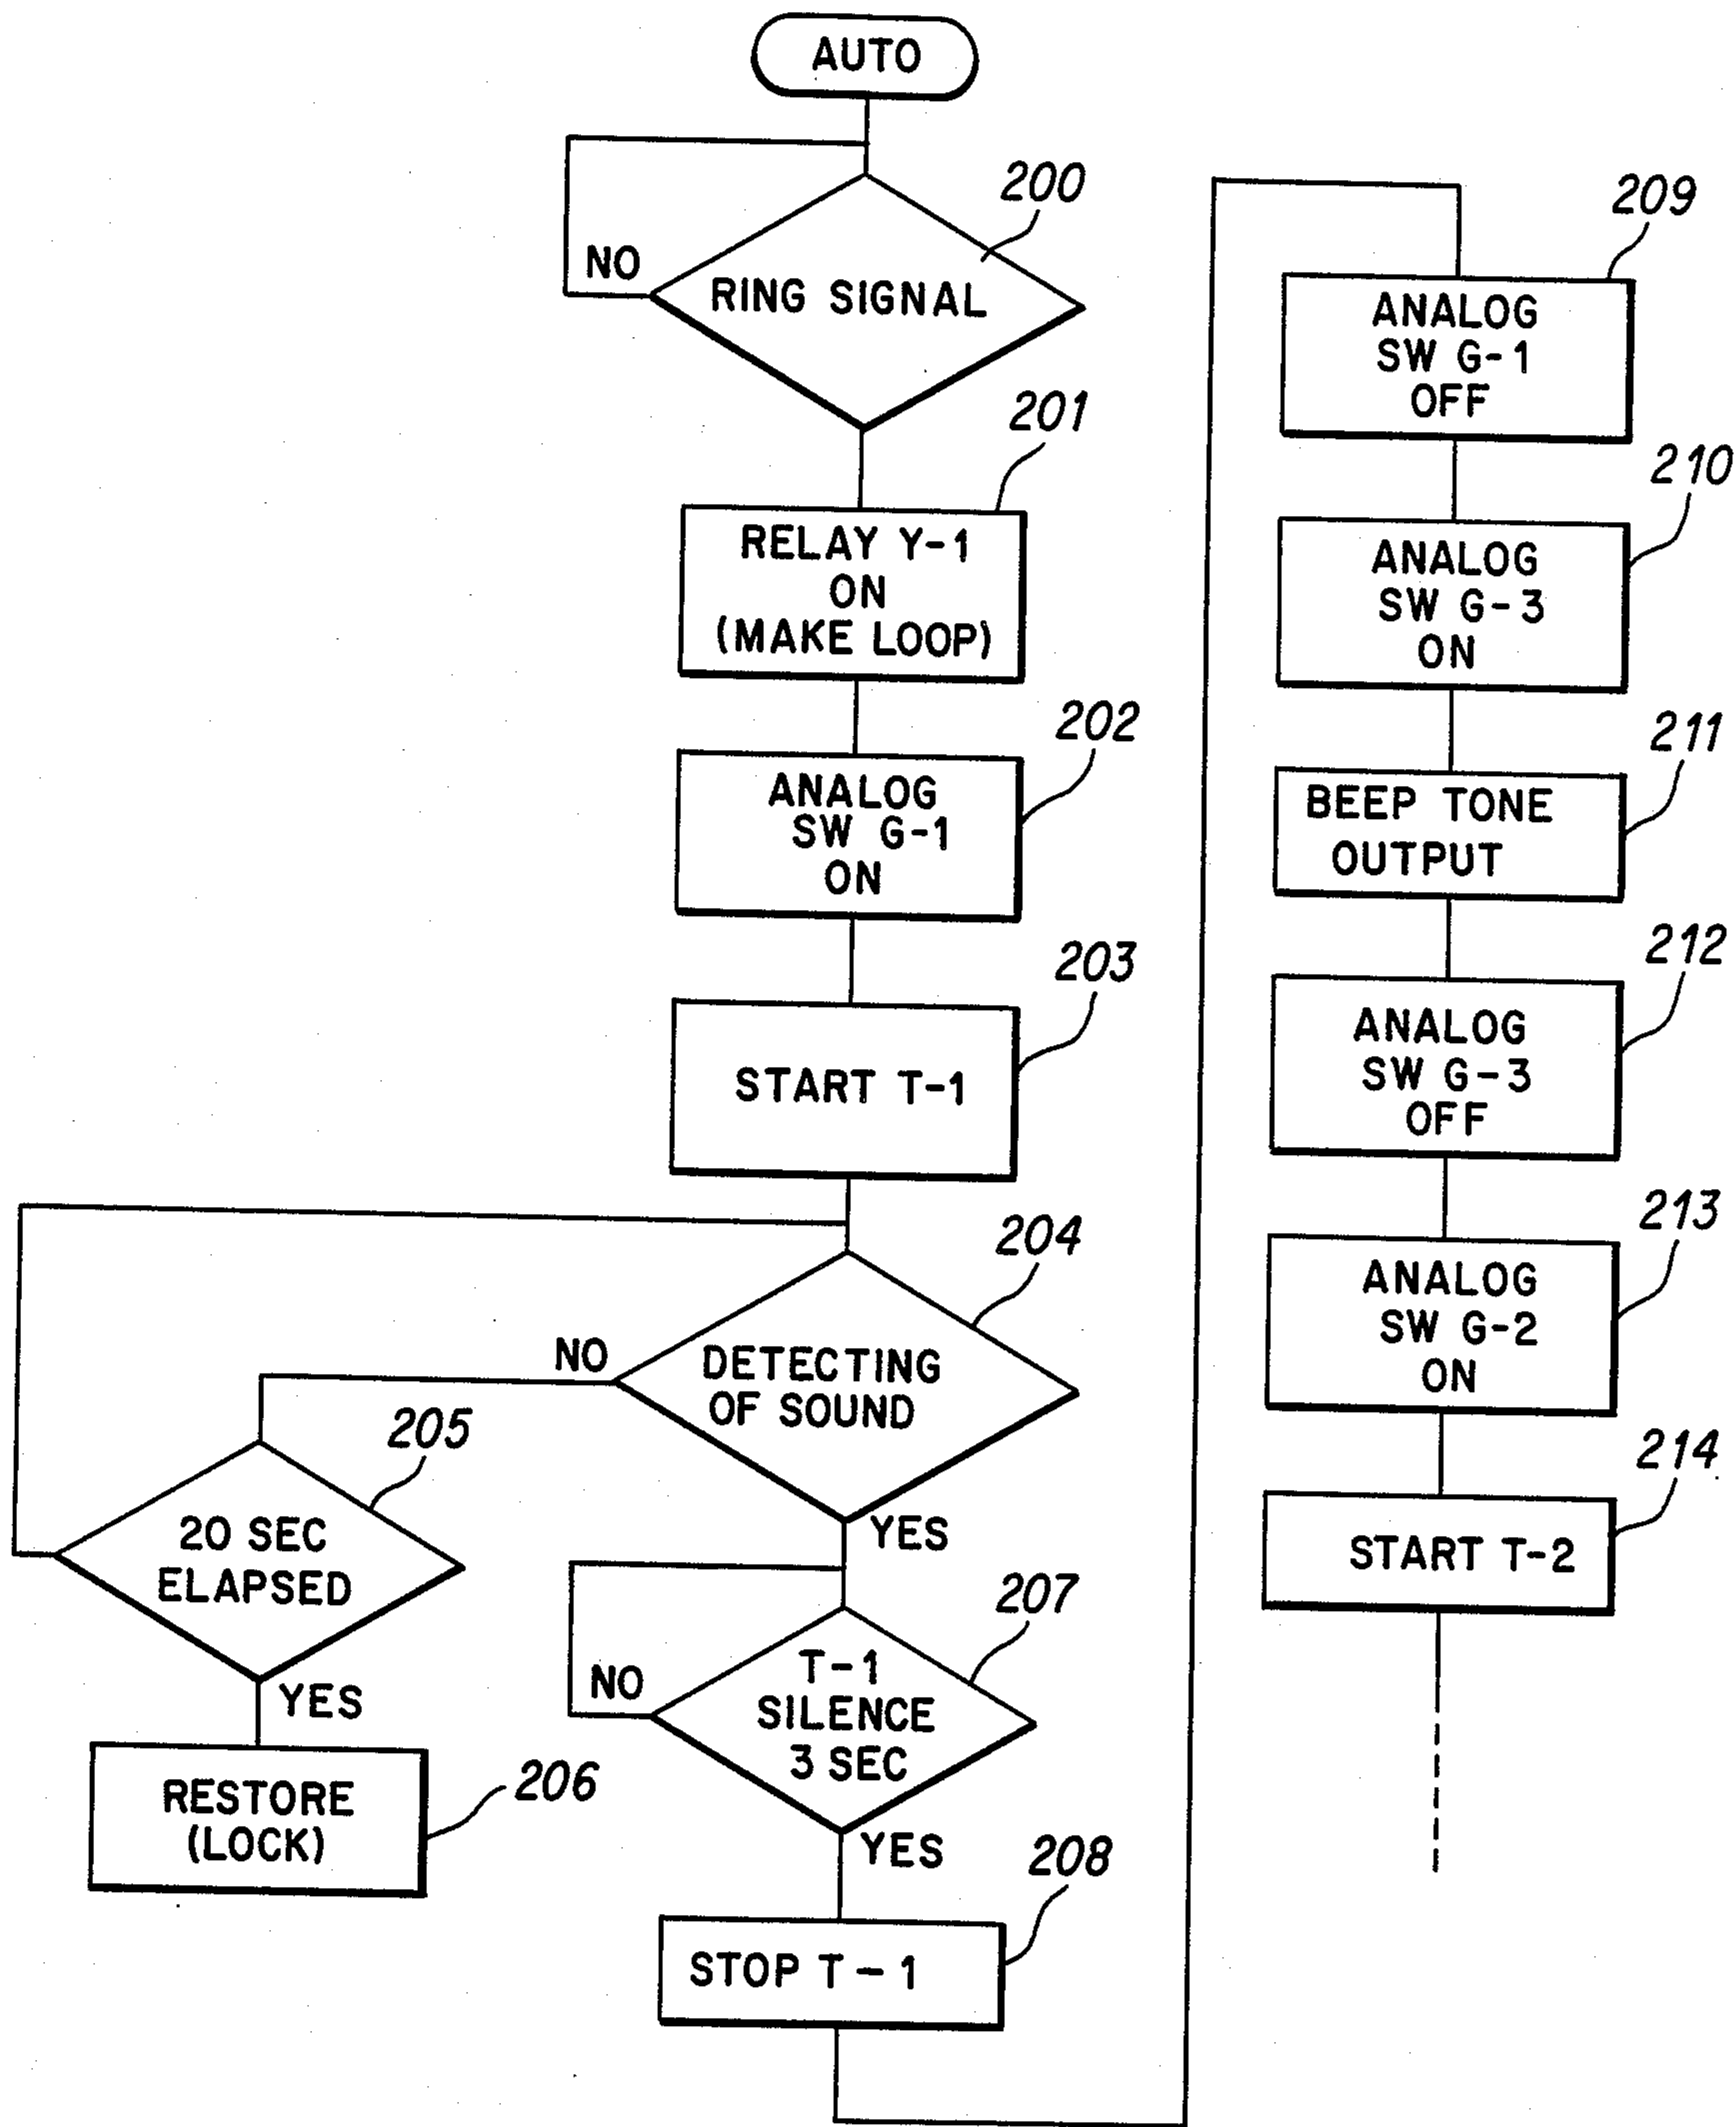 AUTO
200
NO
RING SIGNAL
201
RELAY Y-1
ON
(MAKE LOOP)
202
ANALOG
SW G-1
ON
203
START T-1
204
NO
DETECTING
OF SOUND
YES
205
20 SEC
ELAPSED
YES
206
RESTORE
(LOCK)
207
NO
T-1
SILENCE
3 SEC
YES
208
STOP T-1
209
ANALOG
SW G-1
OFF
210
ANALOG
SW G-3
ON
211
BEEP TONE
OUTPUT
212
ANALOG
SW G-3
OFF
213
ANALOG
SW G-2
ON
214
START T-2